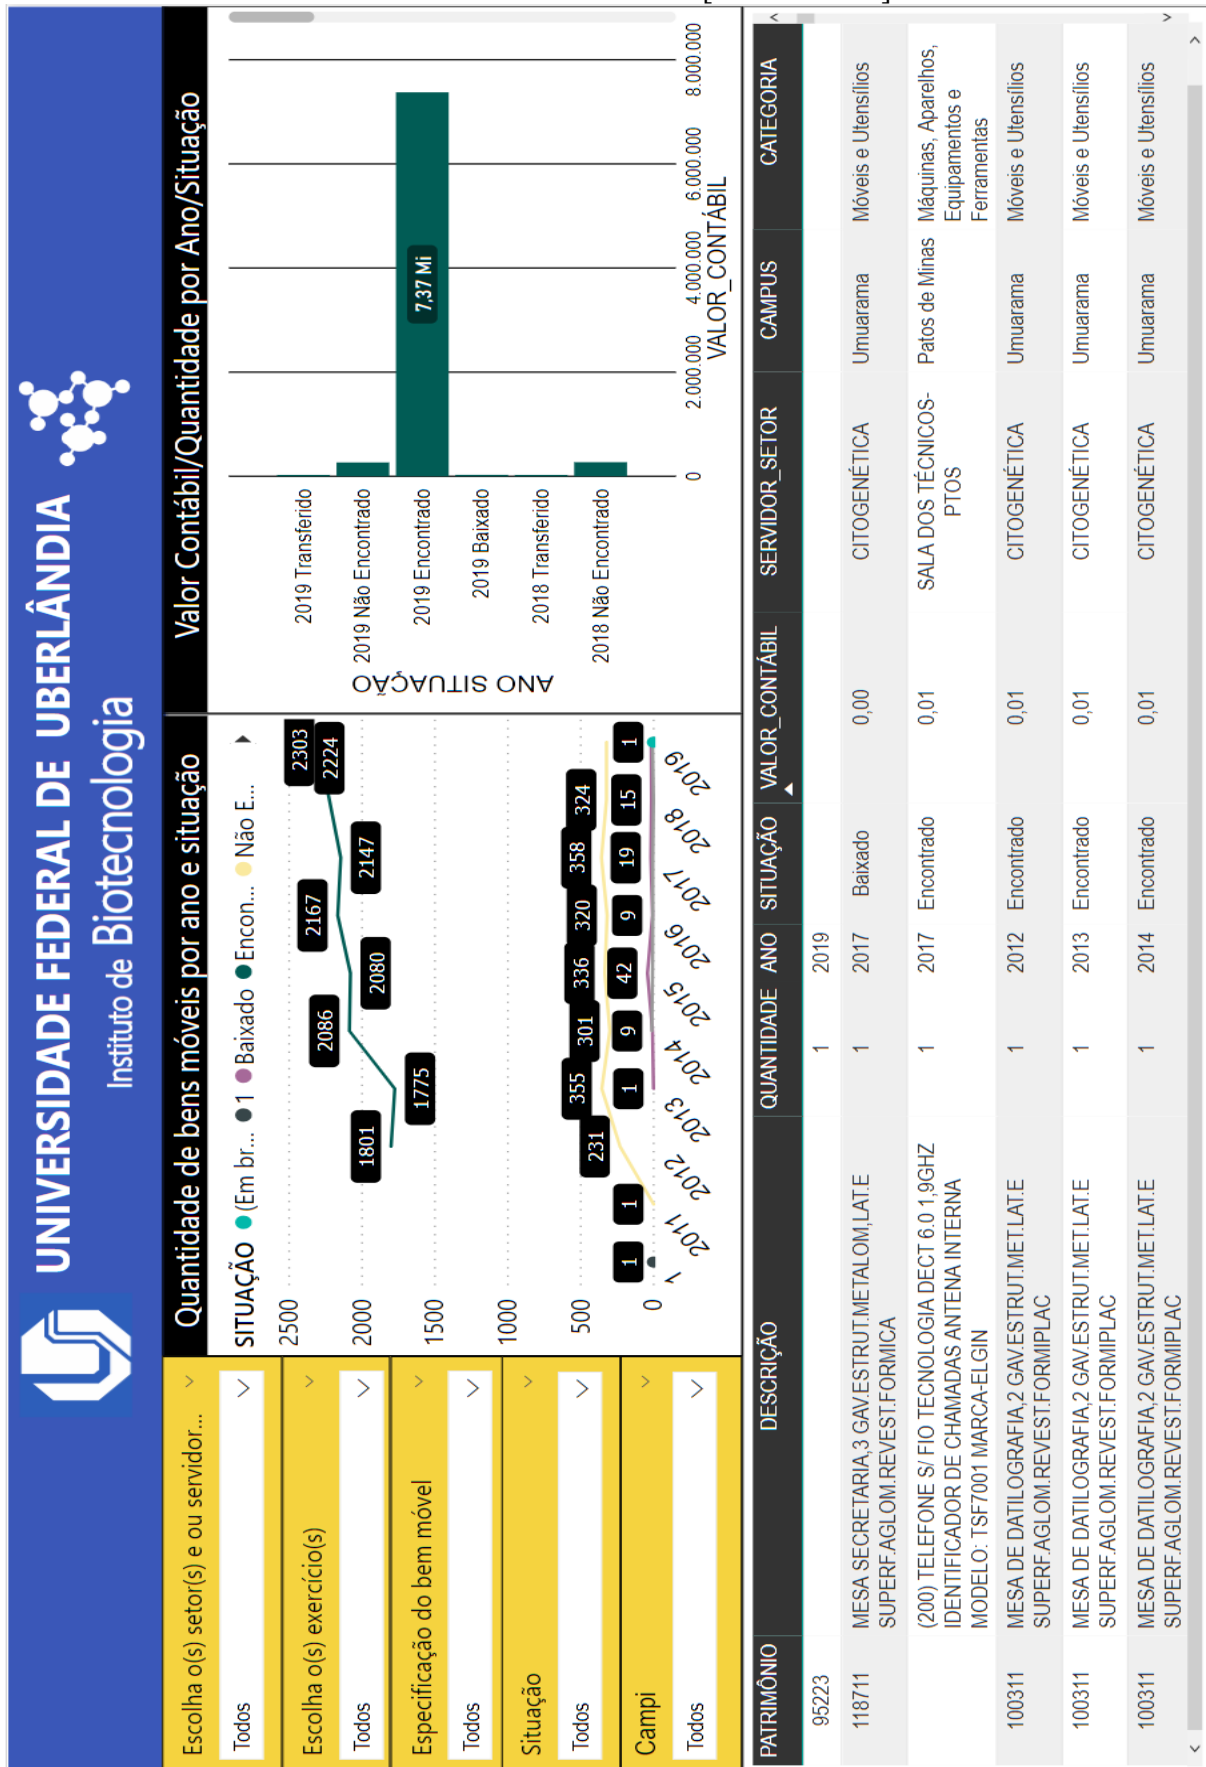 UNIVERSIDADE FEDERAL DE UBERLÂNDIA
Instituto de Biotecnologia
Escolha o(s) setor(s) e ou servidor...
Todos
Escolha o(s) exercício(s)
Todos
Especificação do bem móvel
Todos
Situação
Todos
Campi
Todos
Quantidade de bens móveis por ano e situação
SITUAÇÃO (Em br... 1 Baixado Encon... Não E...
2500
2000
1500
1000
500
0
1801
1775
2086
2080
2167
2147
2224
2303
1
1
231
355
301
336
320
358
324
1
9
42
9
19
15
1
1
2011
2012
2013
2014
2015
2016
2017
2018
2019
Valor Contábil/Quantidade por Ano/Situação
ANO SITUAÇÃO
2019 Transferido
2019 Não Encontrado
2019 Encontrado
2019 Baixado
2018 Transferido
2018 Não Encontrado
7,37 Mi
0
2.000.000
4.000.000
6.000.000
8.000.000
VALOR_CONTÁBIL
PATRIMÔNIO DESCRIÇÃO QUANTIDADE ANO SITUAÇÃO VALOR_CONTÁBIL SERVIDOR_SETOR CAMPUS CATEGORIA
95223 1 2019
118711 MESA SECRETARIA,3 GAV.ESTRUT.METALOM,LAT.E 1 2017 Baixado 0,00 CITOGENÉTICA Umuarama Móveis e Utensílios
SUPERF.AGLOM.REVEST.FORMICA
(200) TELEFONE S/ FIO TECNOLOGIA DECT 6.0 1,9GHZ 1 2017 Encontrado 0,01 SALA DOS TÉCNICOS- Patos de Minas Máquinas, Aparelhos,
IDENTIFICADOR DE CHAMADAS ANTENA INTERNA PTOS Equipamentos e
MODELO: TSF7001 MARCA-ELGIN Ferramentas
100311 MESA DE DATILOGRAFIA,2 GAV.ESTRUT.MET.LAT.E 1 2012 Encontrado 0,01 CITOGENÉTICA Umuarama Móveis e Utensílios
SUPERF.AGLOM.REVEST.FORMIPLAC
100311 MESA DE DATILOGRAFIA,2 GAV.ESTRUT.MET.LAT.E 1 2013 Encontrado 0,01 CITOGENÉTICA Umuarama Móveis e Utensílios
SUPERF.AGLOM.REVEST.FORMIPLAC
100311 MESA DE DATILOGRAFIA,2 GAV.ESTRUT.MET.LAT.E 1 2014 Encontrado 0,01 CITOGENÉTICA Umuarama Móveis e Utensílios
SUPERF.AGLOM.REVEST.FORMIPLAC